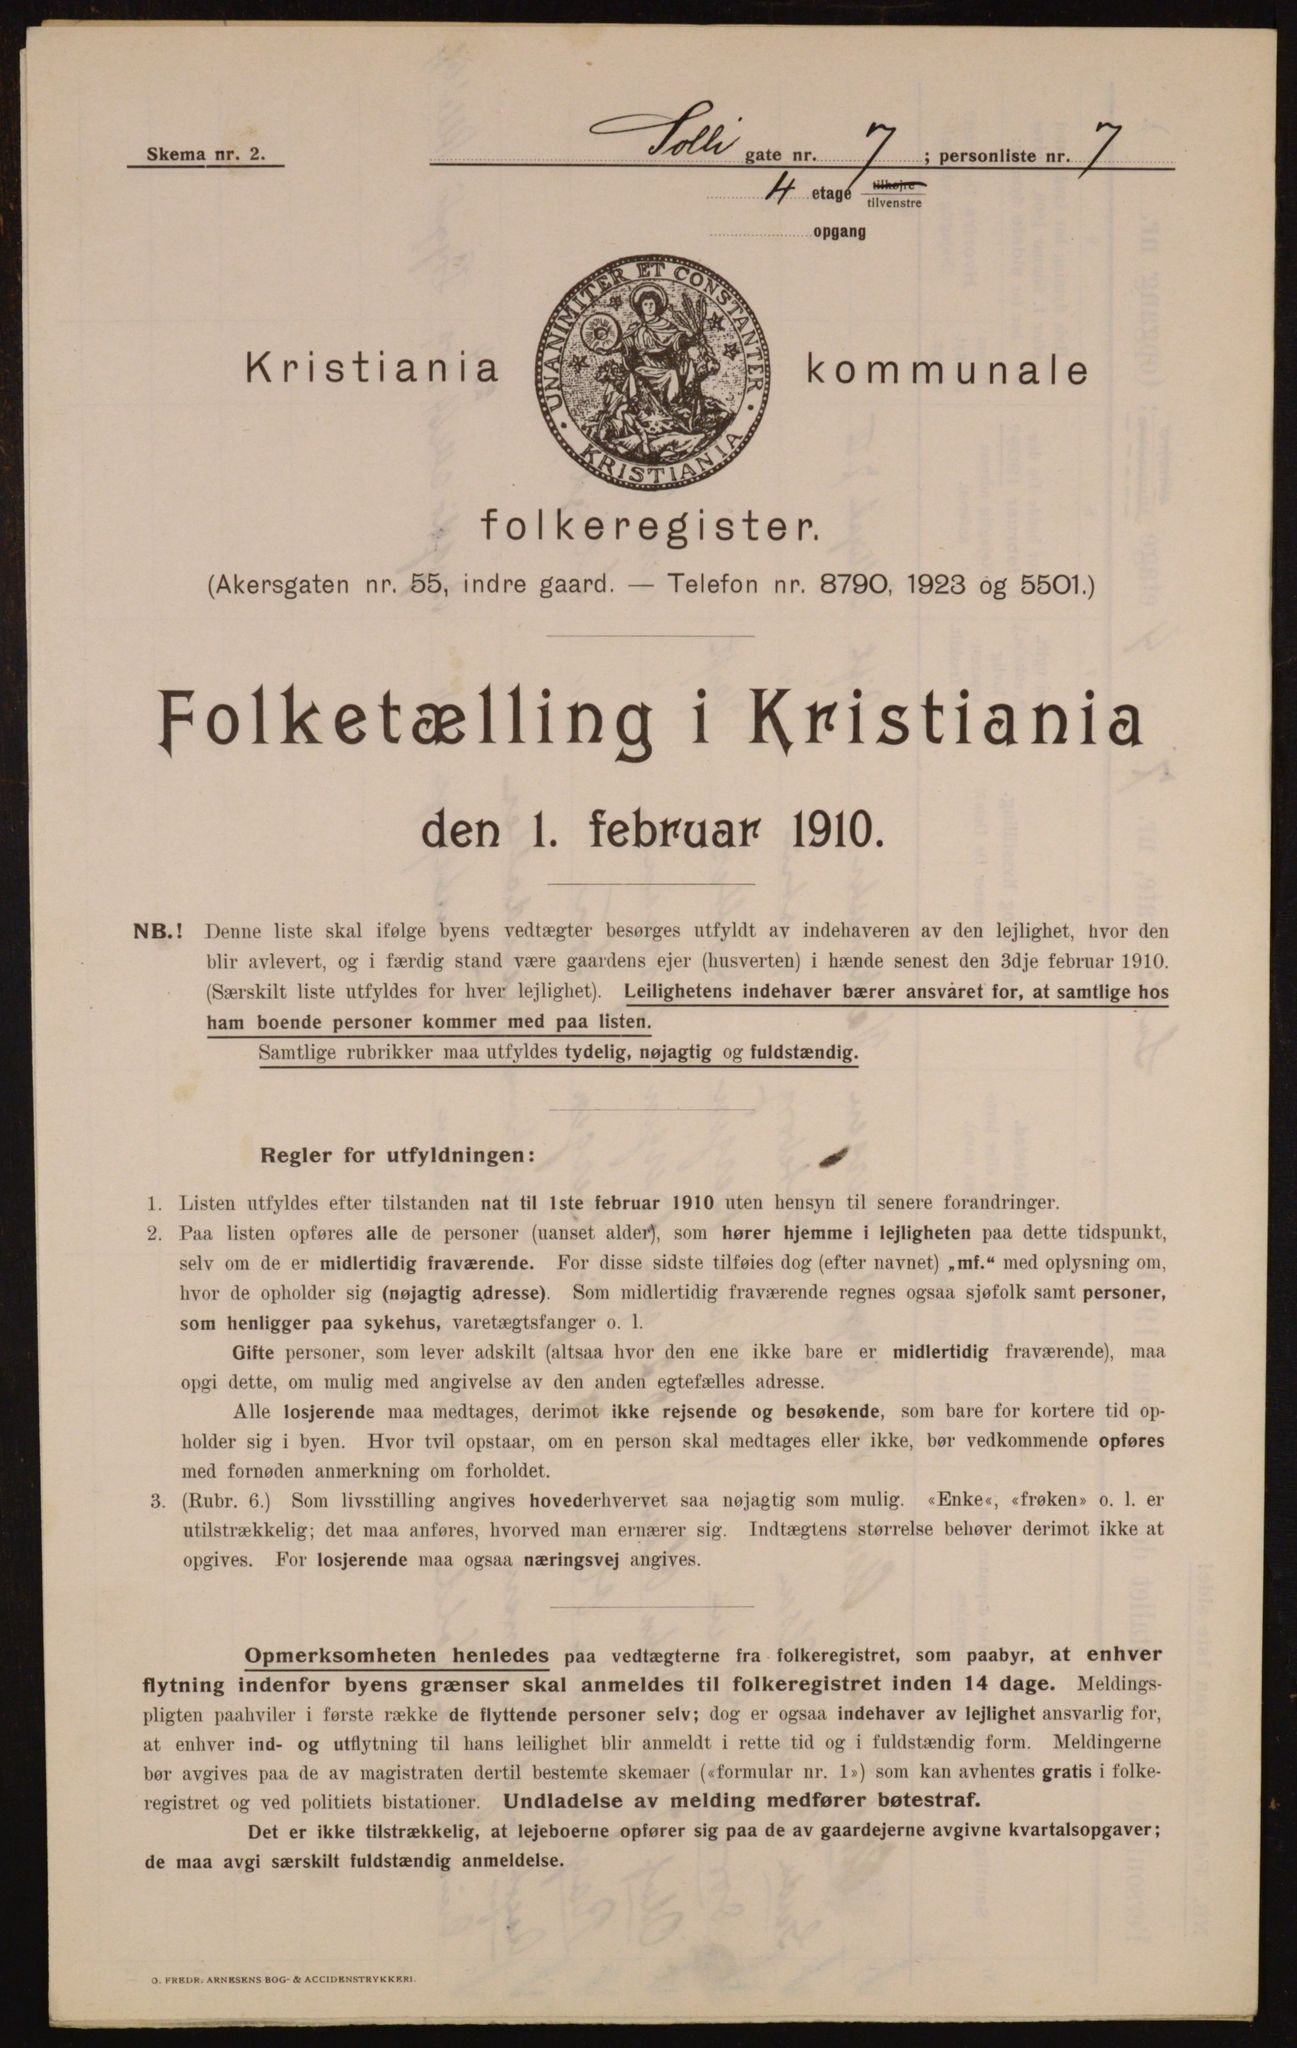 Skema nr. 2.
Solli gate nr. 7; personliste nr. 7
4 etage tilhøjre
tilvenstre
opgang
UNANIMITER ET CONSTANTER
KRISTIANIA
Kristiania kommunale
folkeregister.
(Akersgaten nr. 55, indre gaard. — Telefon nr. 8790, 1923 og 5501.)
Folketælling i Kristiania
den 1. februar 1910.
NB.! Denne liste skal ifølge byens vedtægter besørges utfyldt av indehaveren av den lejlighet, hvor den
blir avlevert, og i færdig stand være gaardens ejer (husverten) i hænde senest den 3dje februar 1910.
(Særskilt liste utfyldes for hver lejlighet). Leilighetens indehaver bærer ansvaret for, at samtlige hos
ham boende personer kommer med paa listen.
Samtlige rubrikker maa utfyldes tydelig, nøjagtig og fuldstændig.
Regler for utfyldningen:
1. Listen utfyldes efter tilstanden nat til 1ste februar 1910 uten hensyn til senere forandringer.
2. Paa listen opføres alle de personer (uanset alder), som hører hjemme i lejligheten paa dette tidspunkt,
selv om de er midlertidig fraværende. For disse sidste tilføies dog (efter navnet) „mf.“ med oplysning om,
hvor de opholder sig (nøjagtig adresse). Som midlertidig fraværende regnes ogsaa sjøfolk samt personer,
som henligger paa sykehus, varetægtsfanger o. l.
Gifte personer, som lever adskilt (altsaa hvor den ene ikke bare er midlertidig fraværende), maa
opgi dette, om mulig med angivelse av den anden egtefælles adresse.
Alle losjerende maa medtages, derimot ikke rejsende og besøkende, som bare for kortere tid op-
holder sig i byen. Hvor tvil opstaar, om en person skal medtages eller ikke, bør vedkommende opføres
med fornøden anmerkning om forholdet.
3. (Rubr. 6.) Som livsstilling angives hovederhvervet saa nøjagtig som mulig. «Enke«, «frøken» o. l. er
utilstrækkelig; det maa anføres, hvorved man ernærer sig. Indtægtens størrelse behøver derimot ikke at
opgives. For losjerende maa ogsaa næringsvej angives.
Opmerksomheten henledes paa vedtægterne fra folkeregistret, som paabyr, at enhver
flytning indenfor byens grænser skal anmeldes til folkeregistret inden 14 dage. Meldings-
pligten paahviler i første række de flyttende personer selv; dog er ogsaa indehaver av lejlighet ansvarlig for,
at enhver ind- og utflytning til hans leilighet blir anmeldt i rette tid og i fuldstændig form. Meldingerne
bør avgives paa de av magistraten dertil bestemte skemaer («formular nr. 1») som kan avhentes gratis i folke-
registret og ved politiets bistationer. Undladelse av melding medfører bøtestraf.
Det er ikke tilstrækkelig, at lejeboerne opfører sig paa de av gaardejerne avgivne kvartalsopgaver;
de maa avgi særskilt fuldstændig anmeldelse.
O. FREDR. ARNESENS BOG- & ACCIDENSTRYKKERI.